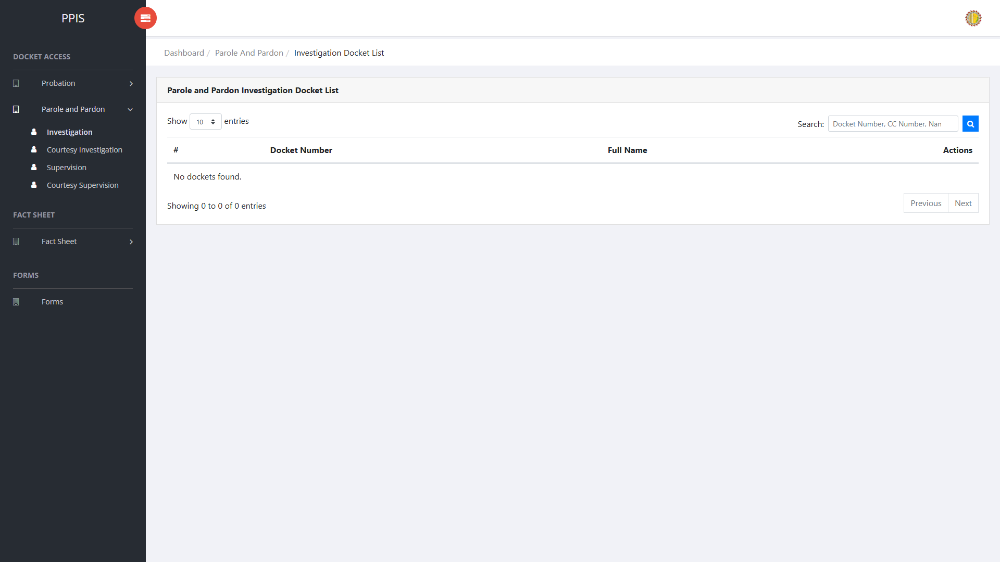 PPIS
DOCKET ACCESS
Probation
Parole and Pardon
Investigation
Courtesy Investigation
Supervision
Courtesy Supervision
FACT SHEET
Fact Sheet
FORMS
Forms
Dashboard / Parole And Pardon / Investigation Docket List
Parole and Pardon Investigation Docket List
Show 10 entries
Search: Docket Number, CC Number, Nan
# Docket Number Full Name Actions
No dockets found.
Showing 0 to 0 of 0 entries
Previous Next